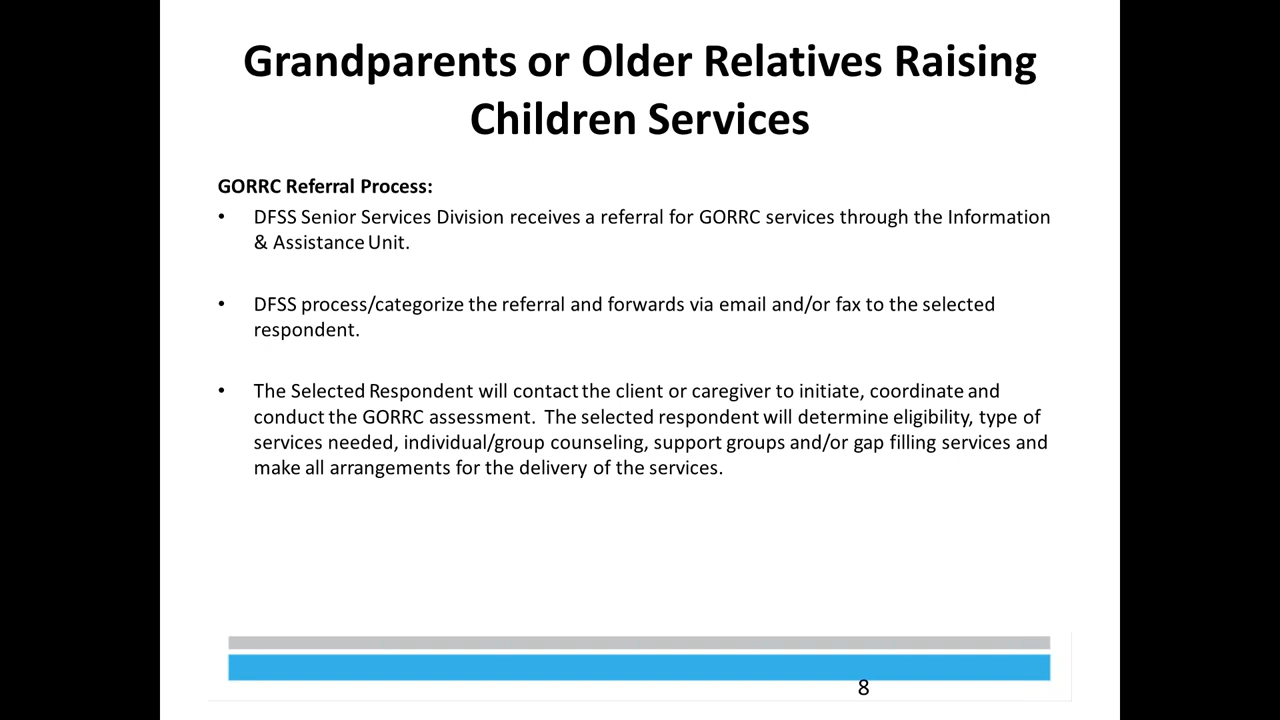 Grandparents or Older Relatives Raising
Children Services
GORRC Referral Process:
• DFSS Senior Services Division receives a referral for GORRC services through the Information
& Assistance Unit.
• DFSS process/categorize the referral and forwards via email and/or fax to the selected
respondent.
• The Selected Respondent will contact the client or caregiver to initiate, coordinate and
conduct the GORRC assessment.  The selected respondent will determine eligibility, type of
services needed, individual/group counseling, support groups and/or gap filling services and
make all arrangements for the delivery of the services.
8